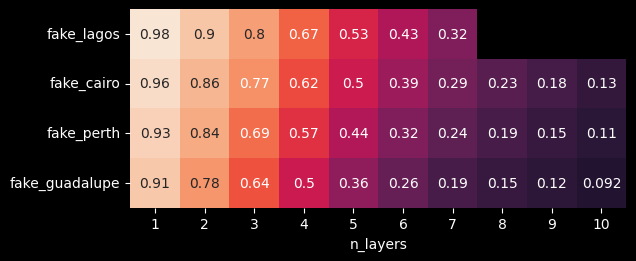 fake_lagos 0.98 0.9 0.8 0.67 0.53 0.43 0.32
fake_cairo 0.96 0.86 0.77 0.62 0.5 0.39 0.29 0.23 0.18 0.13
fake_perth 0.93 0.84 0.69 0.57 0.44 0.32 0.24 0.19 0.15 0.11
fake_guadalupe 0.91 0.78 0.64 0.5 0.36 0.26 0.19 0.15 0.12 0.092
1 2 3 4 5 6 7 8 9 10
n_layers